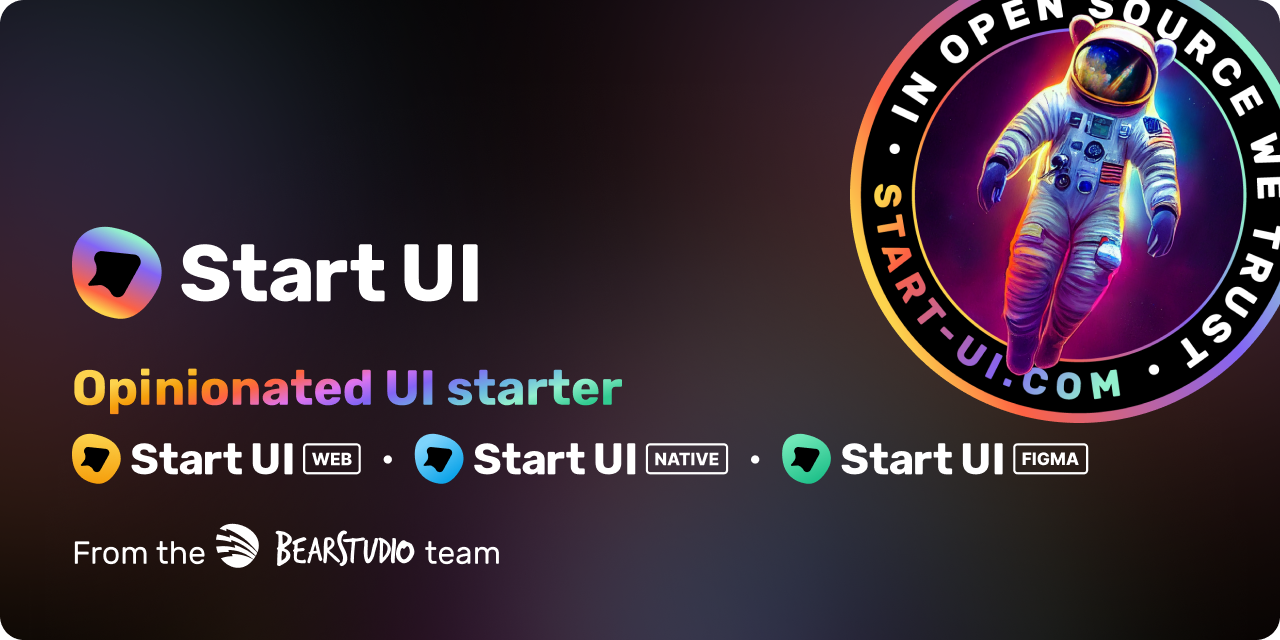 • IN OPEN SOURCE WE TRUST •
START-UI.COM
Start UI
Opinionated UI starter
Start UI WEB • Start UI NATIVE • Start UI FIGMA
From the BEARSTUDIO team